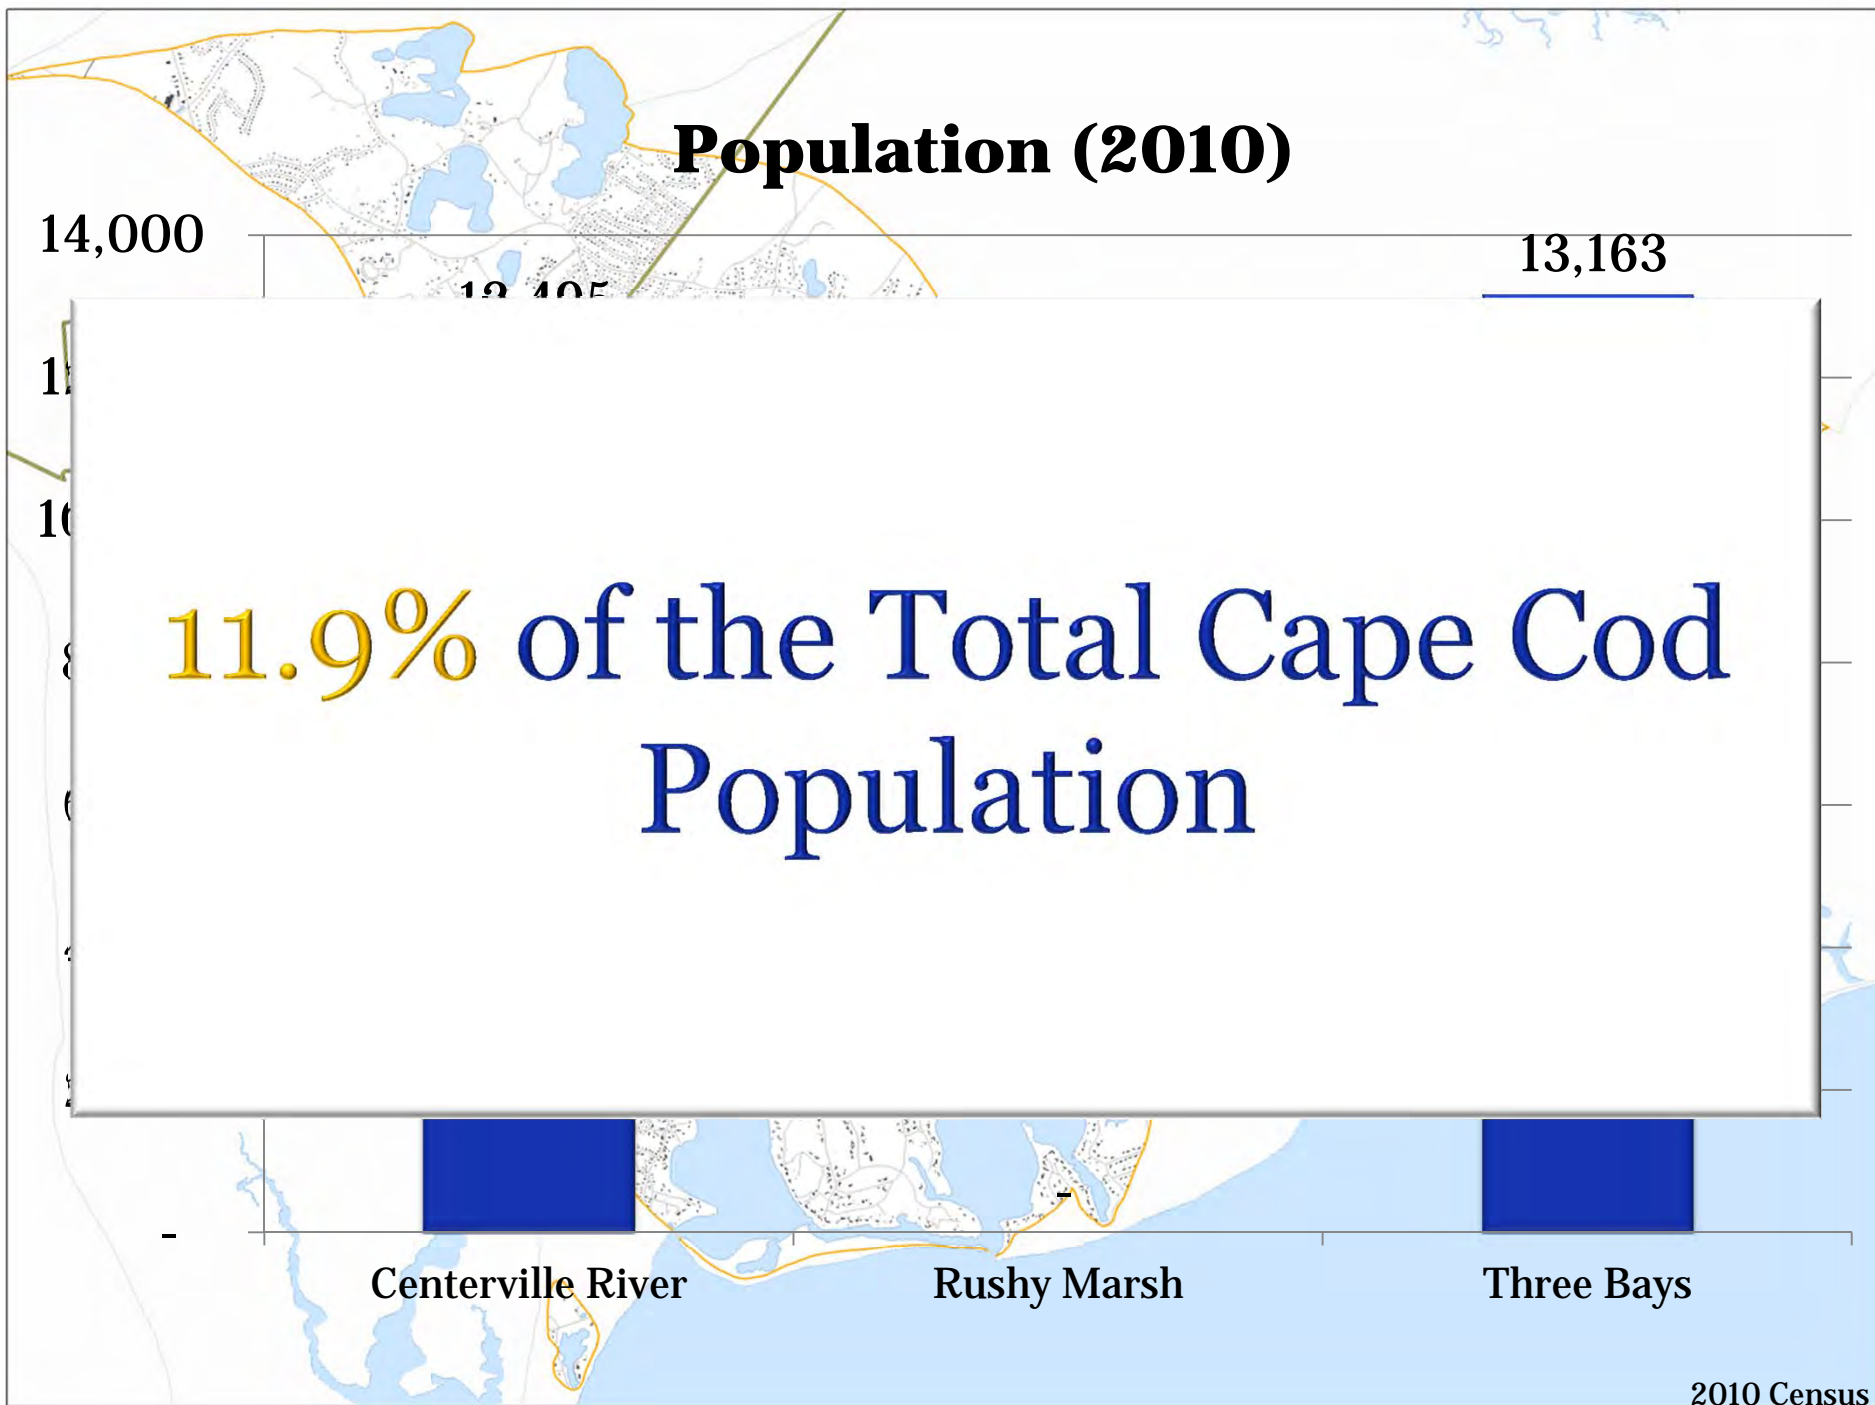 Population (2010)
14,000
13,163
11.9% of the Total Cape Cod
Population
-
-
Centerville River
Rushy Marsh
Three Bays
2010 Census